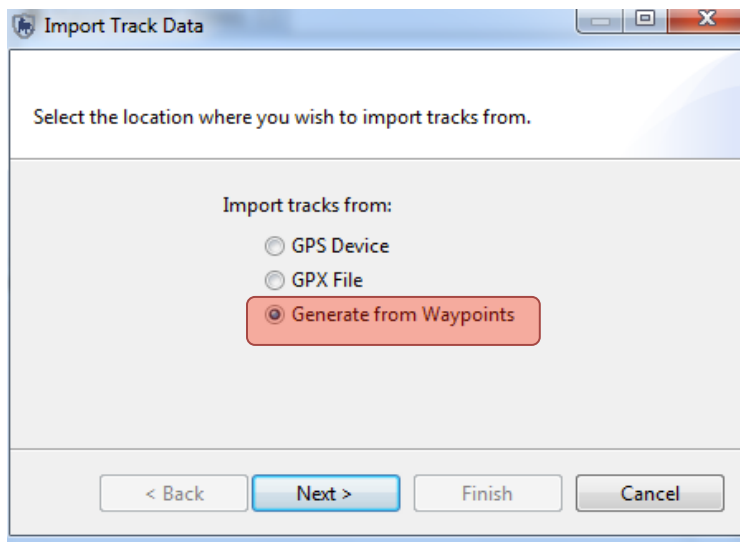 Import Track Data
Select the location where you wish to import tracks from.
Import tracks from:
GPS Device
GPX File
Generate from Waypoints
< Back Next > Finish Cancel